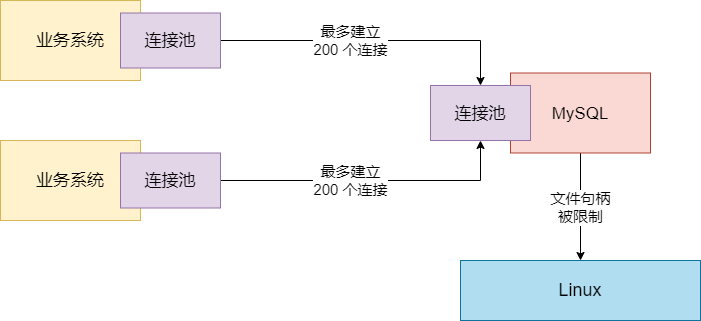 业务系统
连接池
最多建立
200 个连接
连接池
MySQL
业务系统
连接池
最多建立
200 个连接
文件句柄
被限制
Linux